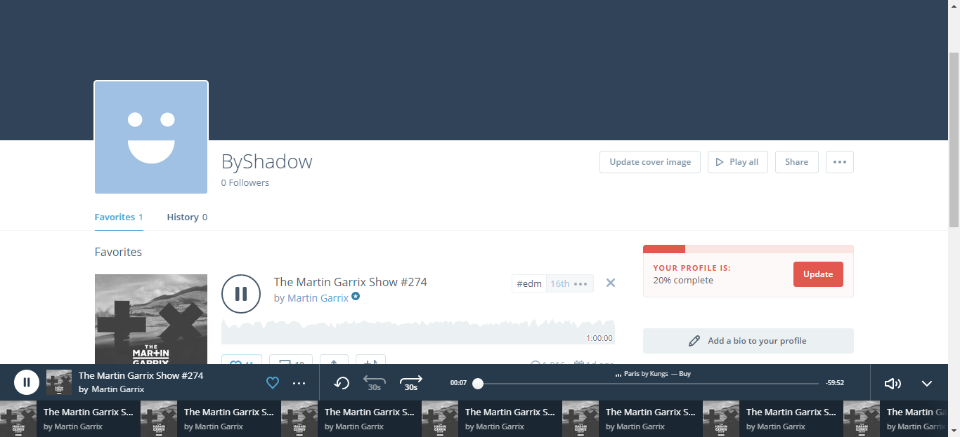 ByShadow
0 Followers
Update cover image
Play all
Share
Favorites 1
History 0
Favorites
The Martin Garrix Show #274
by Martin Garrix
#edm 16th
1:00:00
THE
MARTIN
GARRIX
YOUR PROFILE IS:
20% complete
Update
Add a bio to your profile
The Martin Garrix Show #274
by Martin Garrix
30s
30s
00:07
Paris by Kungs — Buy
-59:52
The Martin Garrix S...
by Martin Garrix
The Martin Garrix S...
by Martin Garrix
The Martin Garrix S...
by Martin Garrix
The Martin Garrix S...
by Martin Garrix
The Martin Garrix S...
by Martin Garrix
The Martin Garrix S...
by Martin Garrix
The Martin G
by Martin Garri